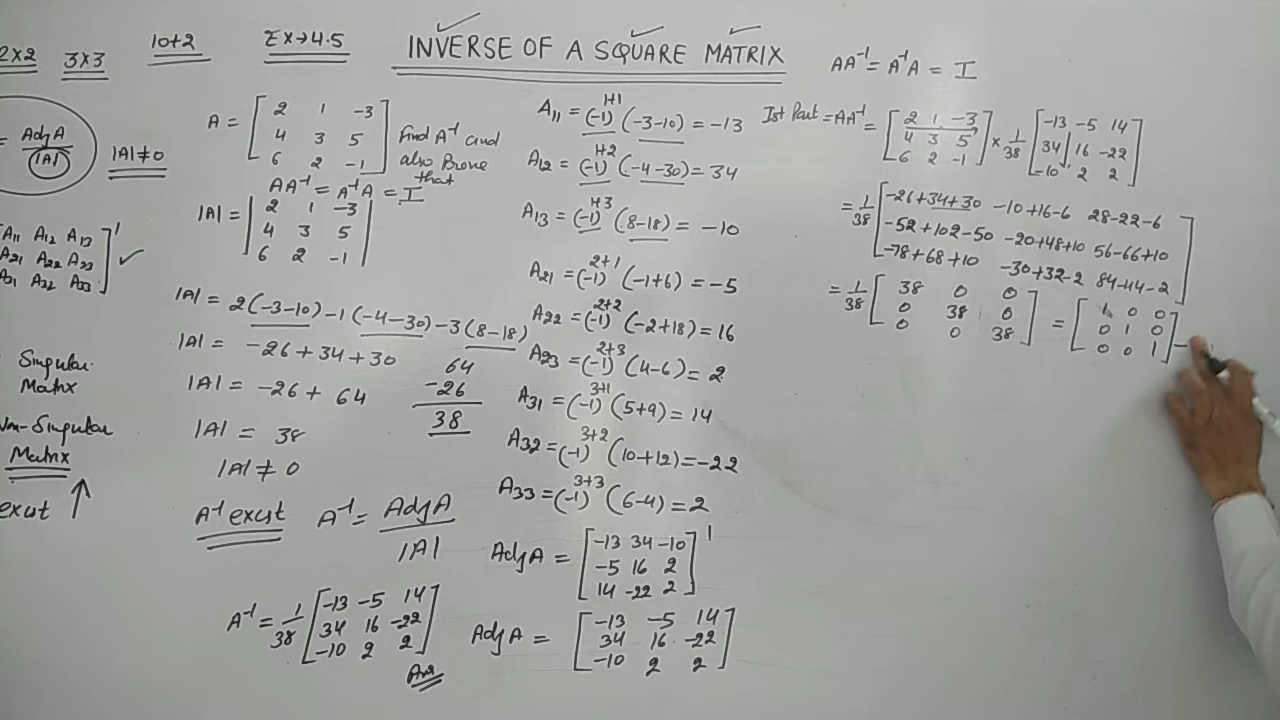 2×2 3×3 10+2 Ex→4.5 INVERSE OF A SQUARE MATRIX
= AdjA / |A|
|A|≠0
A11 A12 A13
A21 A22 A23
A31 A32 A33 ]'
Singular
Matrix
Non-Singular
Matrix
exist ↑
A = [ 2 1 -3
4 3 5
6 2 -1 ]
Find A⁻¹ and
also Prove
that
AA⁻¹ = A⁻¹A = I
|A| = | 2 1 -3
4 3 5
6 2 -1 |
|A| = 2(-3-10) -1(-4-30) -3(8-18)
|A| = -26+34+30
|A| = -26+64
64
-26
38
|A| = 38
|A| ≠ 0
A⁻¹ exist A⁻¹ = AdjA / |A|
A⁻¹ = 1/38 [ -13 -5 14
34 16 -22
-10 2 2 ]
Ans
A11 = (-1)^1+1 (-3-10) = -13
A12 = (-1)^1+2 (-4-30) = 34
A13 = (-1)^1+3 (8-18) = -10
A21 = (-1)^2+1 (-1+6) = -5
A22 = (-1)^2+2 (-2+18) = 16
A23 = (-1)^2+3 (4-6) = 2
A31 = (-1)^3+1 (5+9) = 14
A32 = (-1)^3+2 (10+12) = -22
A33 = (-1)^3+3 (6-4) = 2
AdjA = [ -13 34 -10
-5 16 2
14 -22 2 ]'
AdjA = [ -13 -5 14
34 16 -22
-10 2 2 ]
AA⁻¹ = A⁻¹A = I
Ist Part = AA⁻¹ = [ 2 1 -3
4 3 5
6 2 -1 ] × 1/38 [ -13 -5 14
34 16 -22
-10 2 2 ]
= 1/38 [ -26+34+30 -10+16-6 28-22-6
-52+102-50 -20+48+10 56-66+10
-78+68+10 -30+32-2 84-44-2 ]
= 1/38 [ 38 0 0
0 38 0
0 0 38 ] = [ 1 0 0
0 1 0
0 0 1 ] -